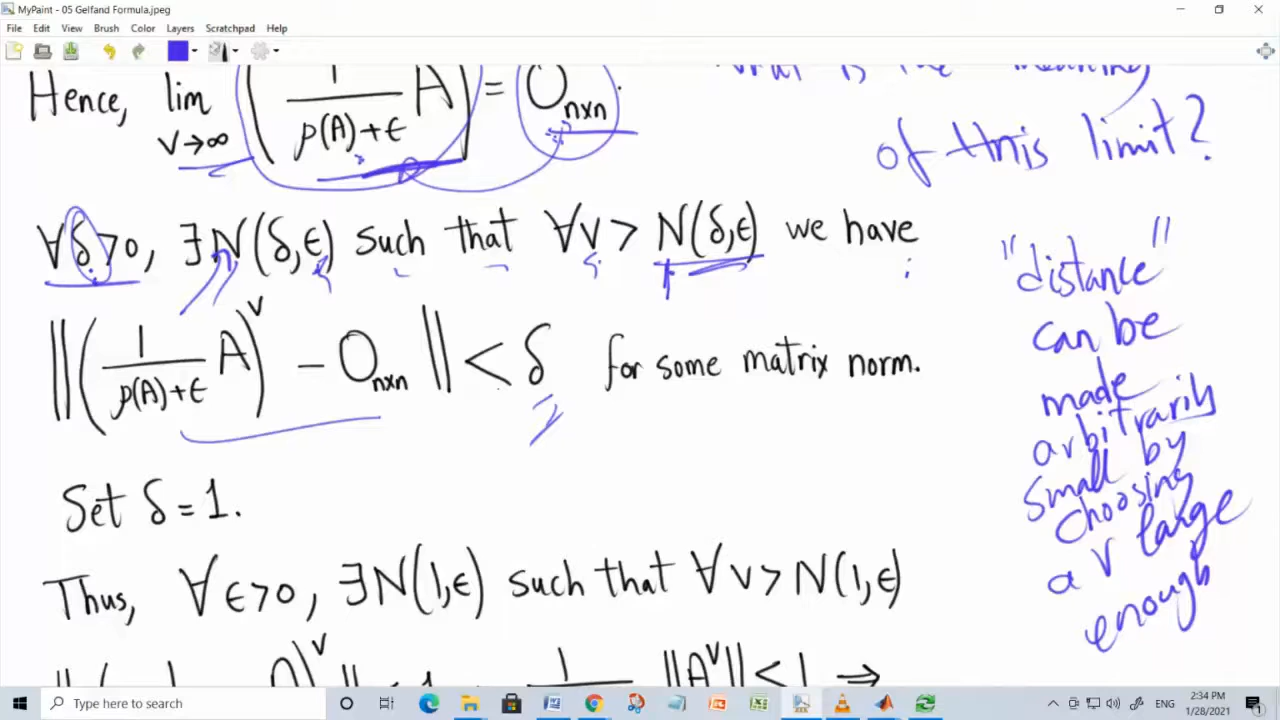 MyPaint - 05 Gelfand Formula.jpeg
File Edit View Brush Color Layers Scratchpad Help
Hence, lim ν→∞ ( 1 / ρ(A)+ϵ A ) = O n×n .
of this limit?
∀δ>0, ∃N(δ,ϵ) such that ∀ν > N(δ,ϵ) we have
‖( 1 / ρ(A)+ϵ A )^ν − O n×n ‖ < δ for some matrix norm.
"distance"
can be
made
arbitrarily
small by
choosing
a ν large
enough
Set δ = 1.
Thus, ∀ϵ>0, ∃N(1,ϵ) such that ∀ν>N(1,ϵ)
‖A^ν‖ < 1 ⇒
Type here to search
ENG
2:34 PM
1/28/2021